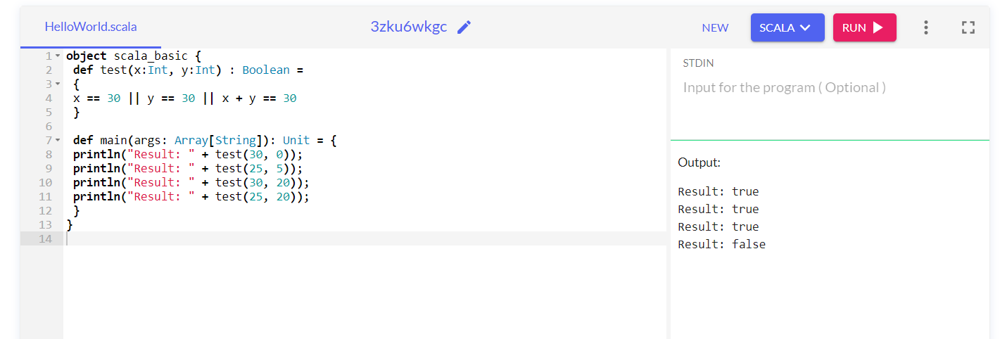 HelloWorld.scala
3zku6wkgc
NEW
SCALA
RUN
1 object scala_basic {
2  def test(x:Int, y:Int) : Boolean =
3  {
4  x == 30 || y == 30 || x + y == 30
5  }
6
7  def main(args: Array[String]): Unit = {
8  println("Result: " + test(30, 0));
9  println("Result: " + test(25, 5));
10  println("Result: " + test(30, 20));
11  println("Result: " + test(25, 20));
12  }
13 }
14
STDIN
Input for the program ( Optional )
Output:
Result: true
Result: true
Result: true
Result: false